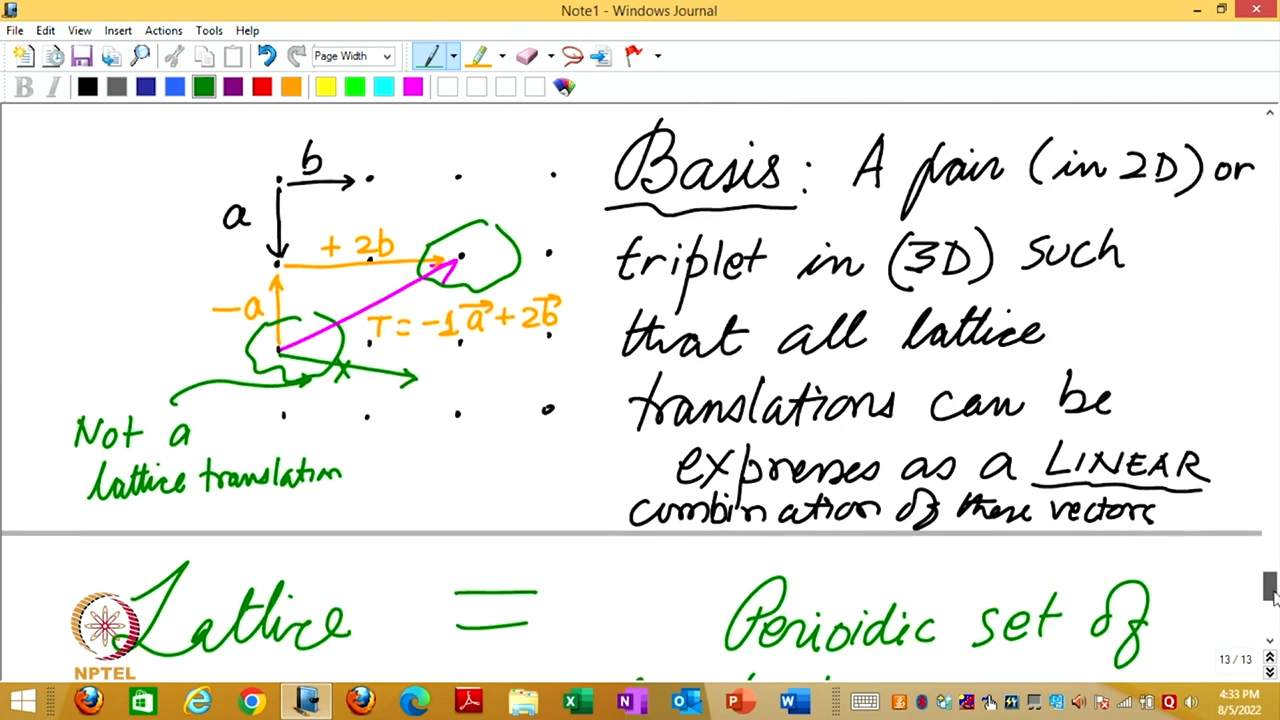 Note1 - Windows Journal
File Edit View Insert Actions Tools Help
Page Width
B I
b
a
+ 2b
-a
T = -1a + 2b
Not a
lattice translation
Basis: A pair (in 2D) or
triplet in (3D) such
that all lattice
translations can be
expresses as a LINEAR
combination of these vectors
Lattice = Perioidic set of
NPTEL
13 / 13
4:33 PM
8/5/2022